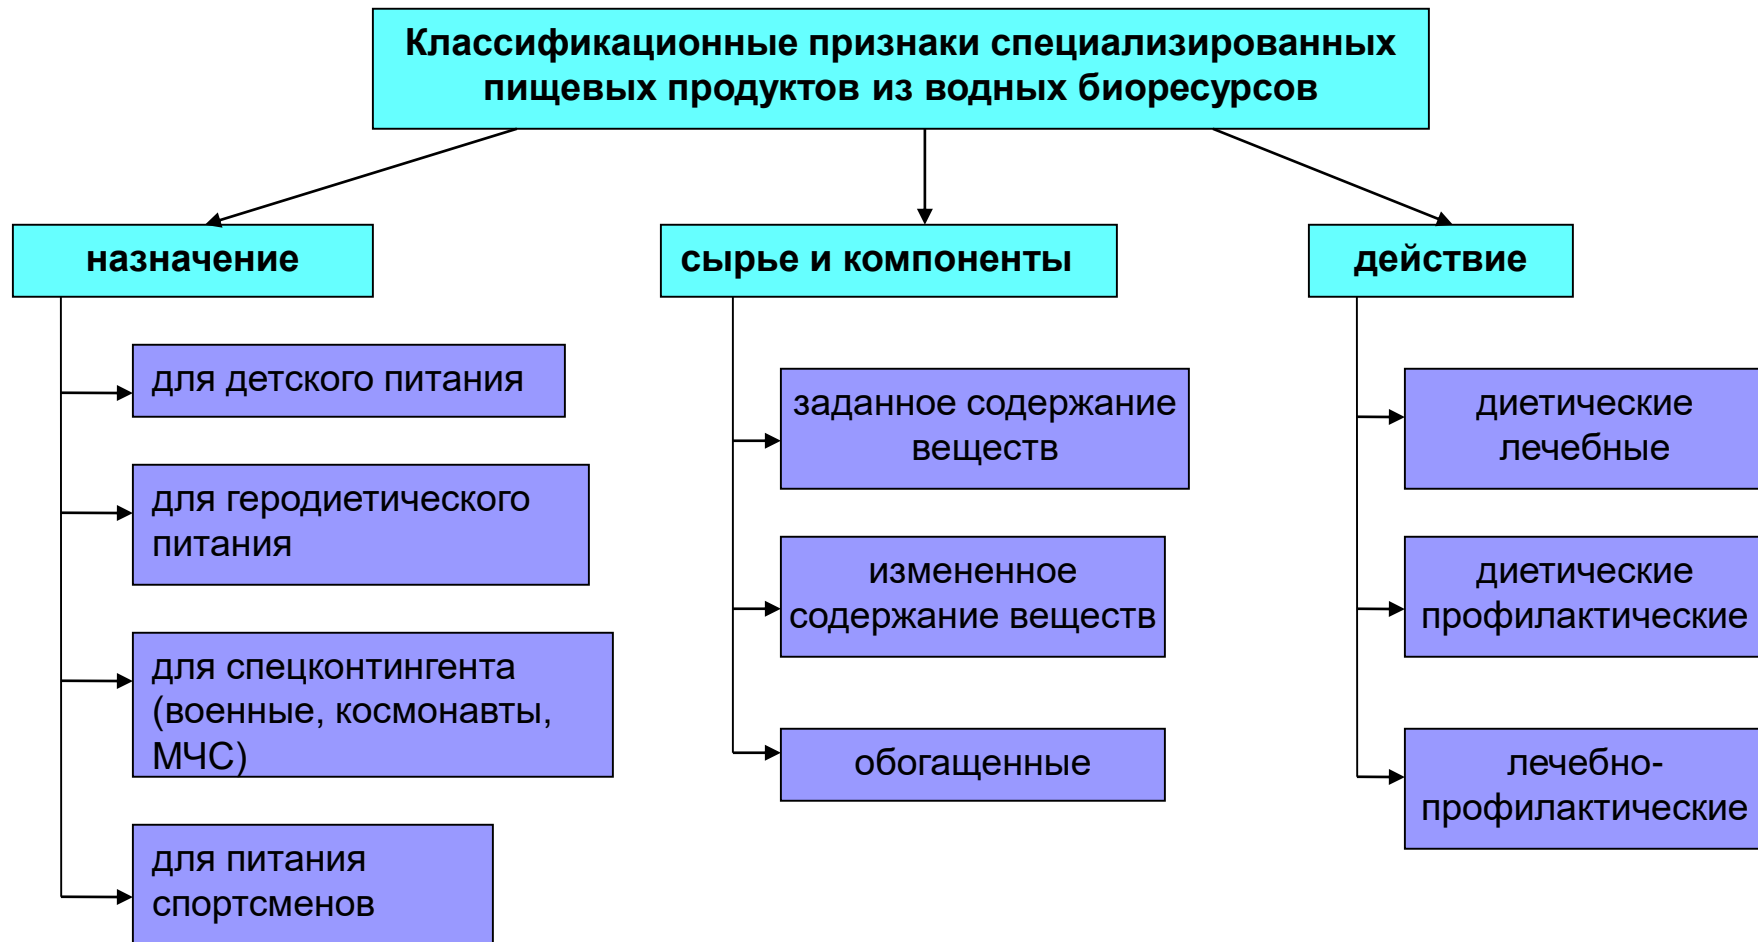 Классификационные признаки специализированных
пищевых продуктов из водных биоресурсов
назначение
для детского питания
для геродиетического
питания
для спецконтингента
(военные, космонавты,
МЧС)
для питания
спортсменов
сырье и компоненты
заданное содержание
веществ
измененное
содержание веществ
обогащенные
действие
диетические
лечебные
диетические
профилактические
лечебно-
профилактические